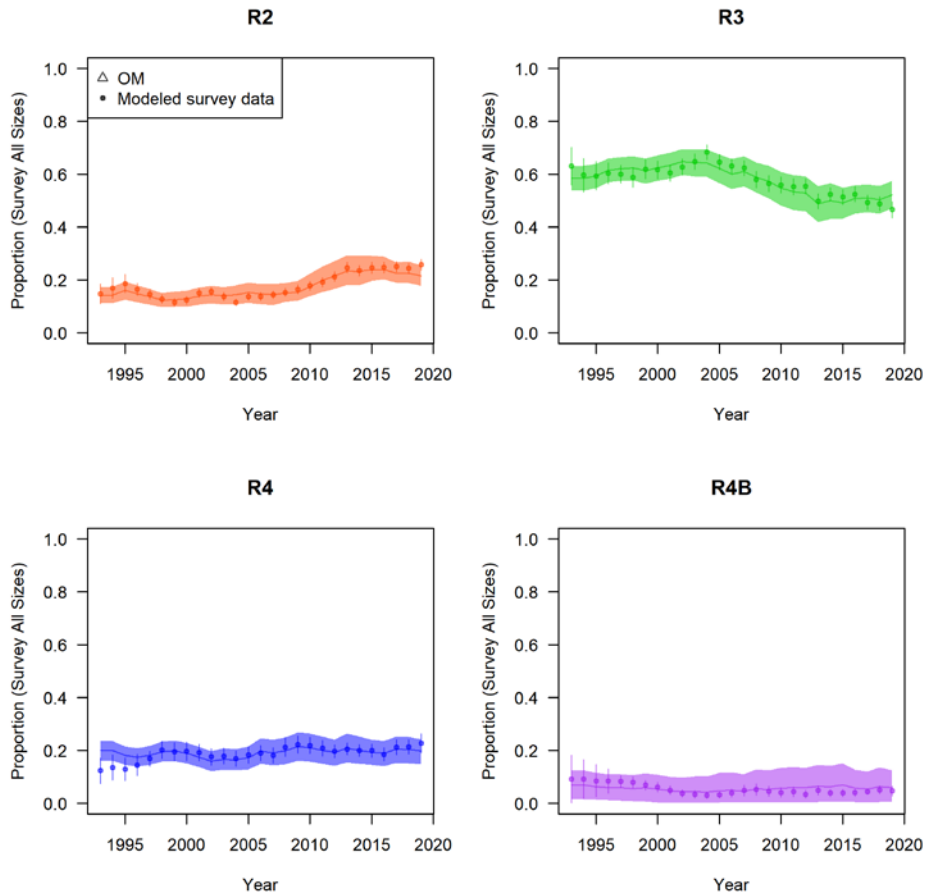 R2
R3
△ OM
● Modeled survey data
Proportion (Survey All Sizes)
1.0
0.8
0.6
0.4
0.2
0.0
1995 2000 2005 2010 2015 2020
Year
Proportion (Survey All Sizes)
1.0
0.8
0.6
0.4
0.2
0.0
1995 2000 2005 2010 2015 2020
Year
R4
R4B
Proportion (Survey All Sizes)
1.0
0.8
0.6
0.4
0.2
0.0
1995 2000 2005 2010 2015 2020
Year
Proportion (Survey All Sizes)
1.0
0.8
0.6
0.4
0.2
0.0
1995 2000 2005 2010 2015 2020
Year